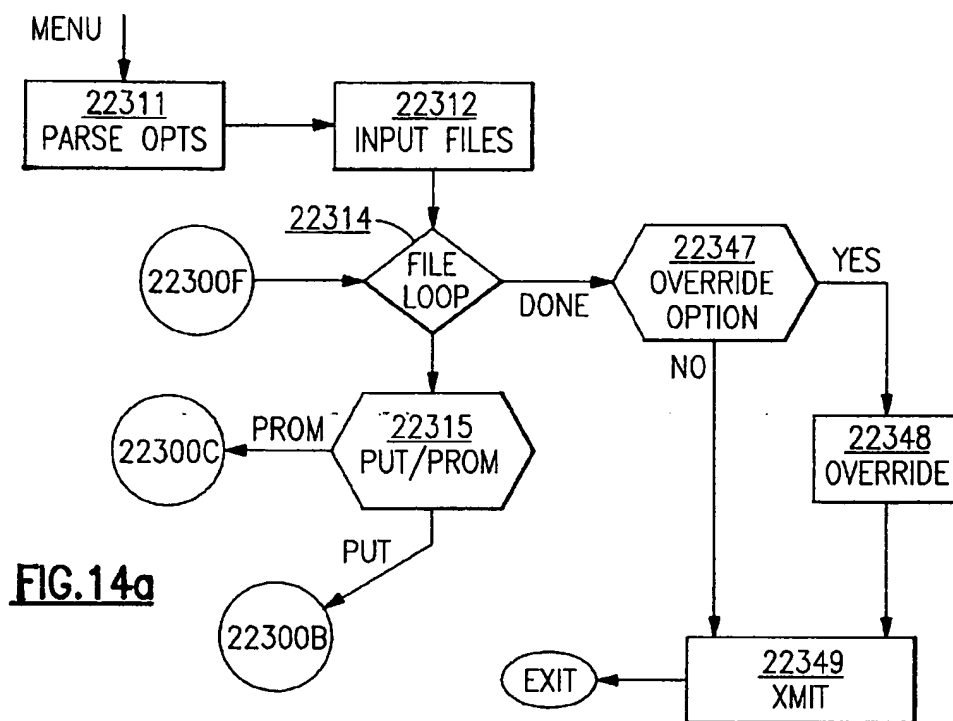 MENU
22311
PARSE OPTS
22312
INPUT FILES
22314
22300F
FILE
LOOP
DONE
22347
OVERRIDE
OPTION
YES
NO
22300C
PROM
22315
PUT/PROM
22348
OVERRIDE
PUT
FIG.14a
22300B
EXIT
22349
XMIT